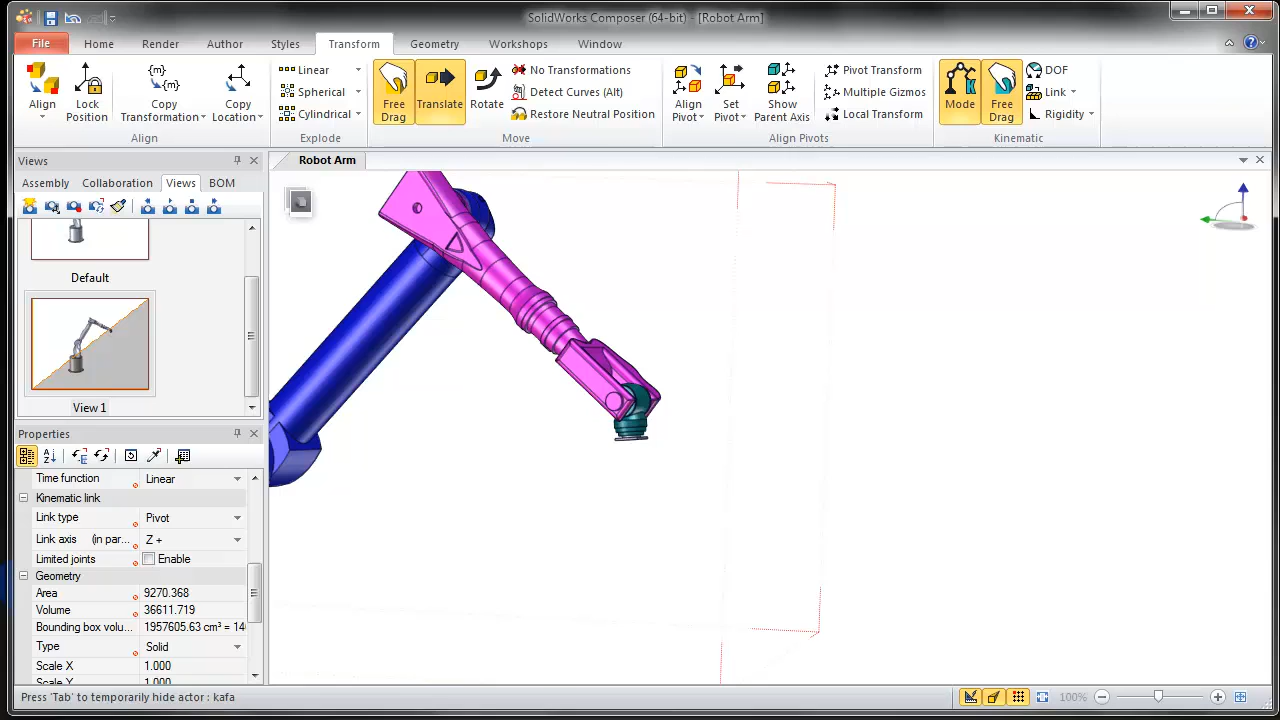 SolidWorks Composer (64-bit) - [Robot Arm]
File Home Render Author Styles Transform Geometry Workshops Window
Align
Lock Position
Copy Transformation
Copy Location
Align
Linear
Spherical
Cylindrical
Explode
Free Drag
Translate
Rotate
No Transformations
Detect Curves (Alt)
Restore Neutral Position
Move
Align Pivot
Set Pivot
Show Parent Axis
Pivot Transform
Multiple Gizmos
Local Transform
Align Pivots
Mode
Free Drag
DOF
Link
Rigidity
Kinematic
Views
Robot Arm
Assembly Collaboration Views BOM
Default
View 1
Properties
Time function Linear
Kinematic link
Link type Pivot
Link axis (in par... Z +
Limited joints Enable
Geometry
Area 9270.368
Volume 36611.719
Bounding box volu... 1957605.63 cm³ = 14
Type Solid
Scale X 1.000
Scale Y 1.000
Press 'Tab' to temporarily hide actor : kafa
100%